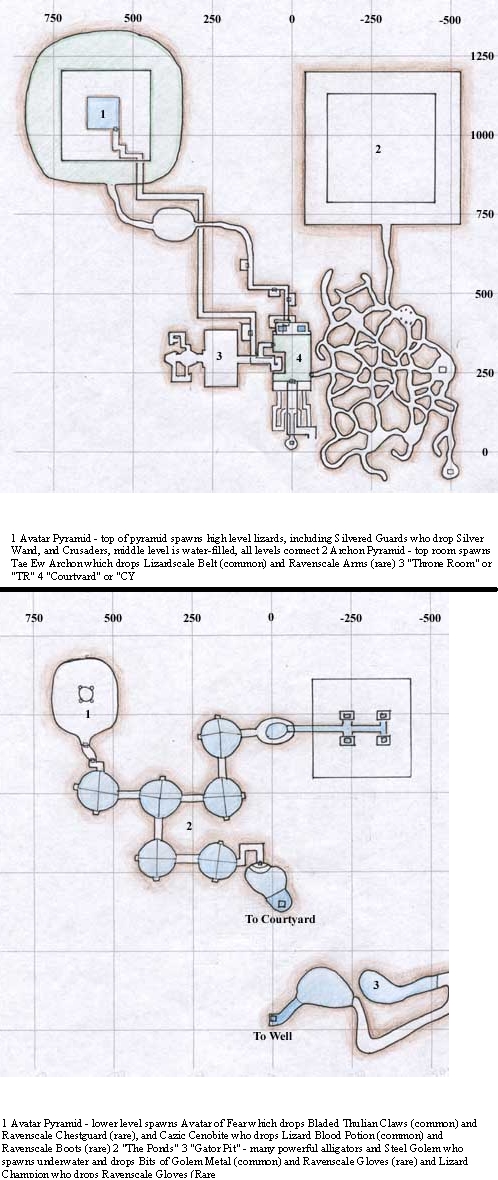 750 500 250 0 -250 -500
1250
1
1000
2
750
500
3
4
250
0
1 Avatar Pyramid - top of pyramid spawns high level lizards, including Silvered Guards who drop Silver
Wand, and Crusaders, middle level is water-filled, all levels connect 2 Archon Pyramid - top room spawns
Tae Ew Archon which drops Lizardscale Belt (common) and Ravenscale Arms (rare) 3 "Throne Room" or
"TR" 4 "Courtyard" or "CY
750 500 250 0 -250 -500
1
2
To Courtyard
3
To Well
1 Avatar Pyramid - lower level spawns Avatar of Fear which drops Bladed Thulian Claws (common) and
Ravenscale Chestguard (rare), and Cazic Cenobite who drops Lizard Blood Potion (common) and
Ravenscale Boots (rare) 2 "The Ponds" 3 "Gator Pit" - many powerful alligators and Steel Golem who
spawns underwater and drops Bits of Golem Metal (common) and Ravenscale Gloves (rare) and Lizard
Champion who drops Ravenscale Gloves (Rare